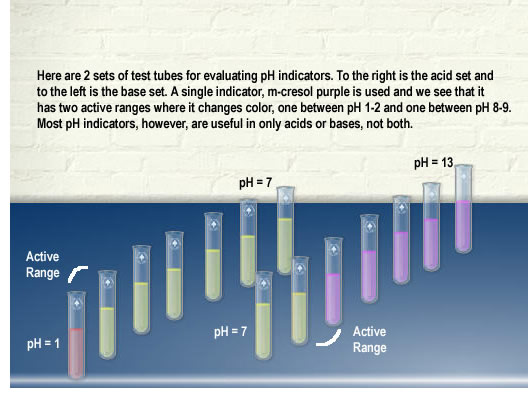 Here are 2 sets of test tubes for evaluating pH indicators. To the right is the acid set and
to the left is the base set. A single indicator, m-cresol purple is used and we see that it
has two active ranges where it changes color, one between pH 1-2 and one between pH 8-9.
Most pH indicators, however, are useful in only acids or bases, not both.
pH = 13
pH = 7
Active
Range
pH = 7
Active
Range
pH = 1